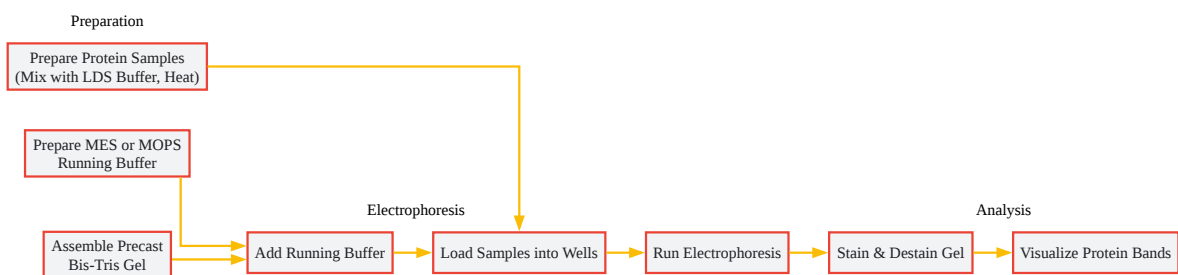 Preparation
Prepare Protein Samples
(Mix with LDS Buffer, Heat)
Prepare MES or MOPS
Running Buffer
Electrophoresis
Analysis
Assemble Precast
Bis-Tris Gel
Add Running Buffer
Load Samples into Wells
Run Electrophoresis
Stain & Destain Gel
Visualize Protein Bands